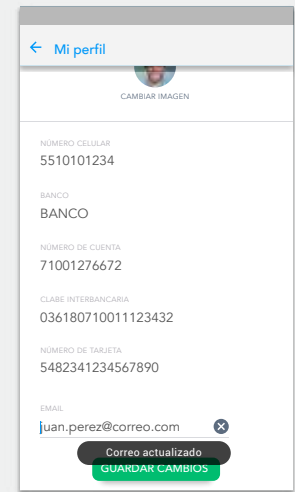 Mi perfil
CAMBIAR IMAGEN
NÚMERO CELULAR
5510101234
BANCO
BANCO
NÚMERO DE CUENTA
71001276672
CLABE INTERBANCARIA
036180710011123432
NÚMERO DE TARJETA
5482341234567890
EMAIL
juan.perez@correo.com
Correo actualizado
GUARDAR CAMBIOS